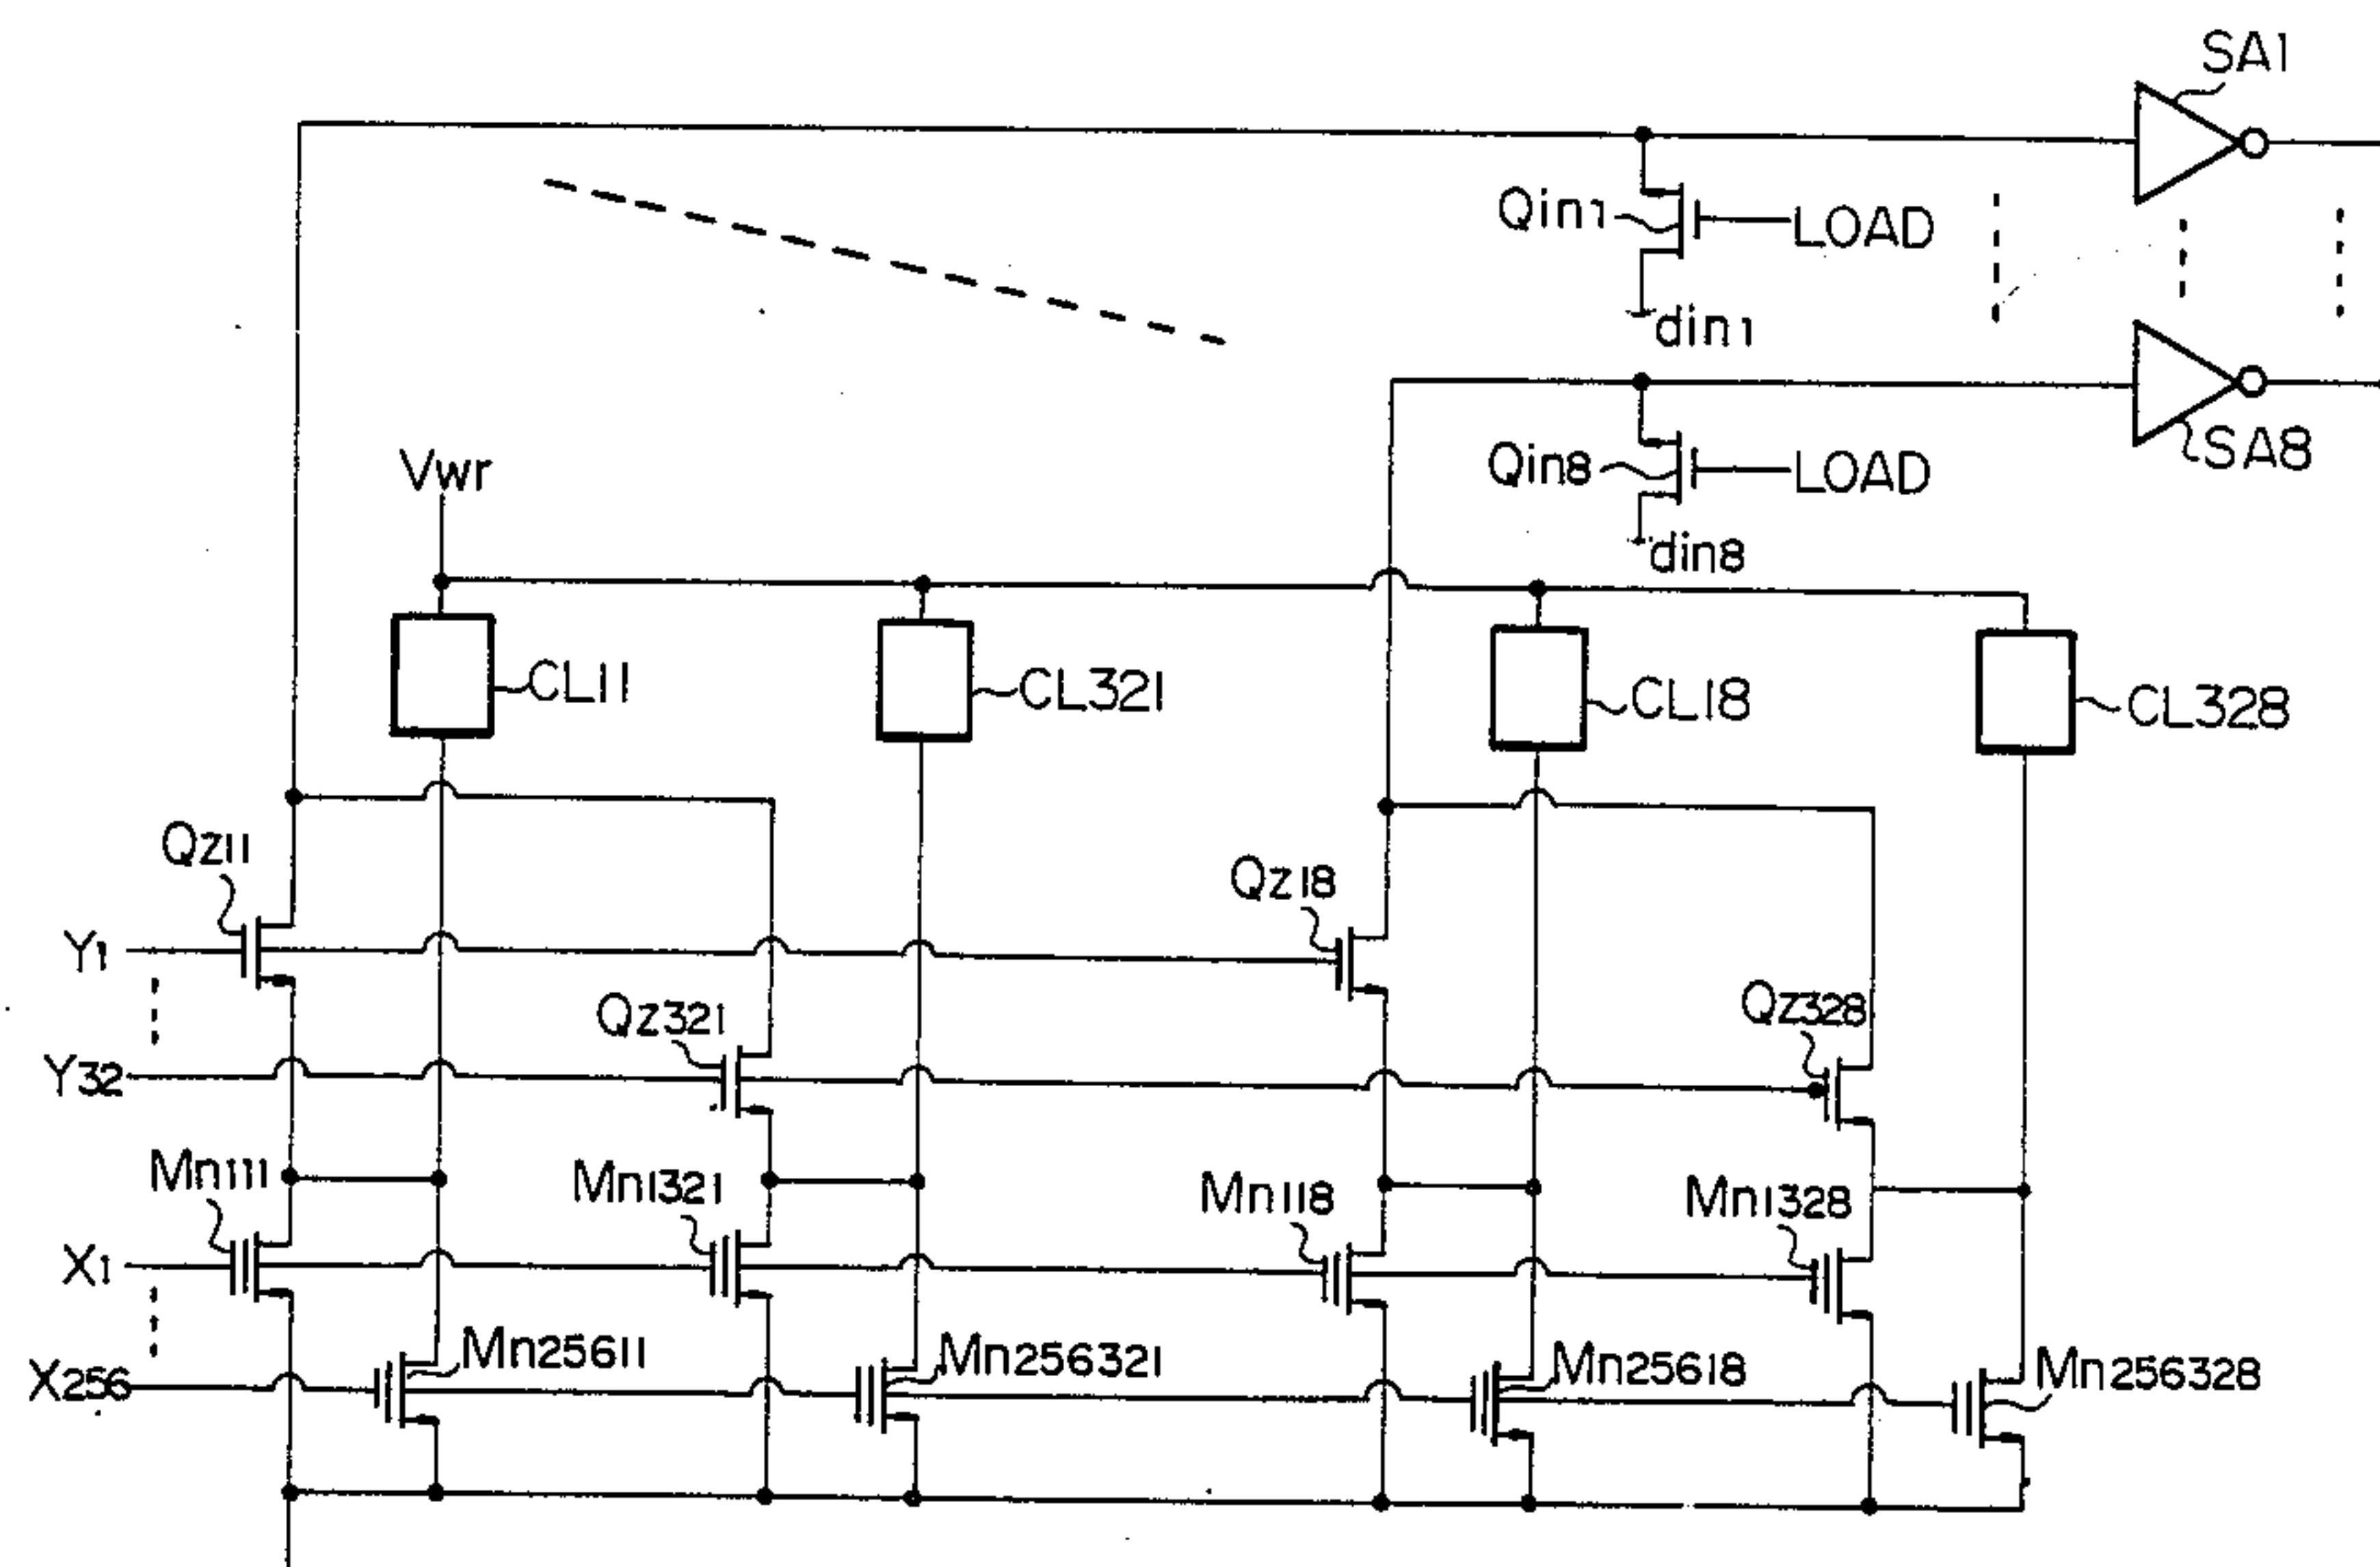 SA1
Qin1
LOAD
din1
Qin8
LOAD
SA8
din8
Vwr
CL11
CL321
CL18
CL328
Qz11
Qz18
Y1
Qz321
Qz328
Y32
Mn111
Mn1321
Mn118
Mn1328
X1
Mn25611
Mn256321
Mn25618
Mn256328
X256